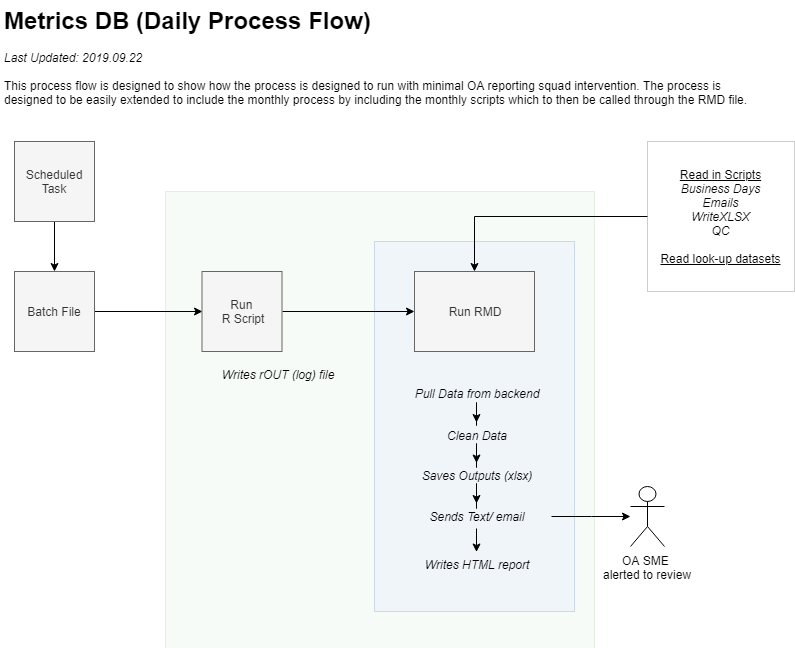 Metrics DB (Daily Process Flow)
Last Updated: 2019.09.22
This process flow is designed to show how the process is designed to run with minimal OA reporting squad intervention. The process is
designed to be easily extended to include the monthly process by including the monthly scripts which to then be called through the RMD file.
Scheduled
Task
Read in Scripts
Business Days
Emails
WriteXLSX
QC
Read look-up datasets
Batch File
Run
R Script
Run RMD
Writes rOUT (log) file
Pull Data from backend
Clean Data
Saves Outputs (xlsx)
Sends Text/ email
Writes HTML report
OA SME
alerted to review